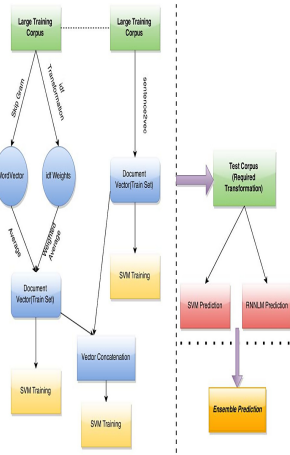 Large Training
Corpus
Large Training
Corpus
Skip Gram
idf
Transformation
sentence2vec
WordVector
idf Weights
Document
Vector(Train Set)
Test Corpus
(Required
Transformation)
Average
Weighted
Average
SVM Training
Document
Vector(Train Set)
SVM Prediction
RNNLM Prediction
Vector Concatenation
SVM Training
SVM Training
Ensemble Prediction